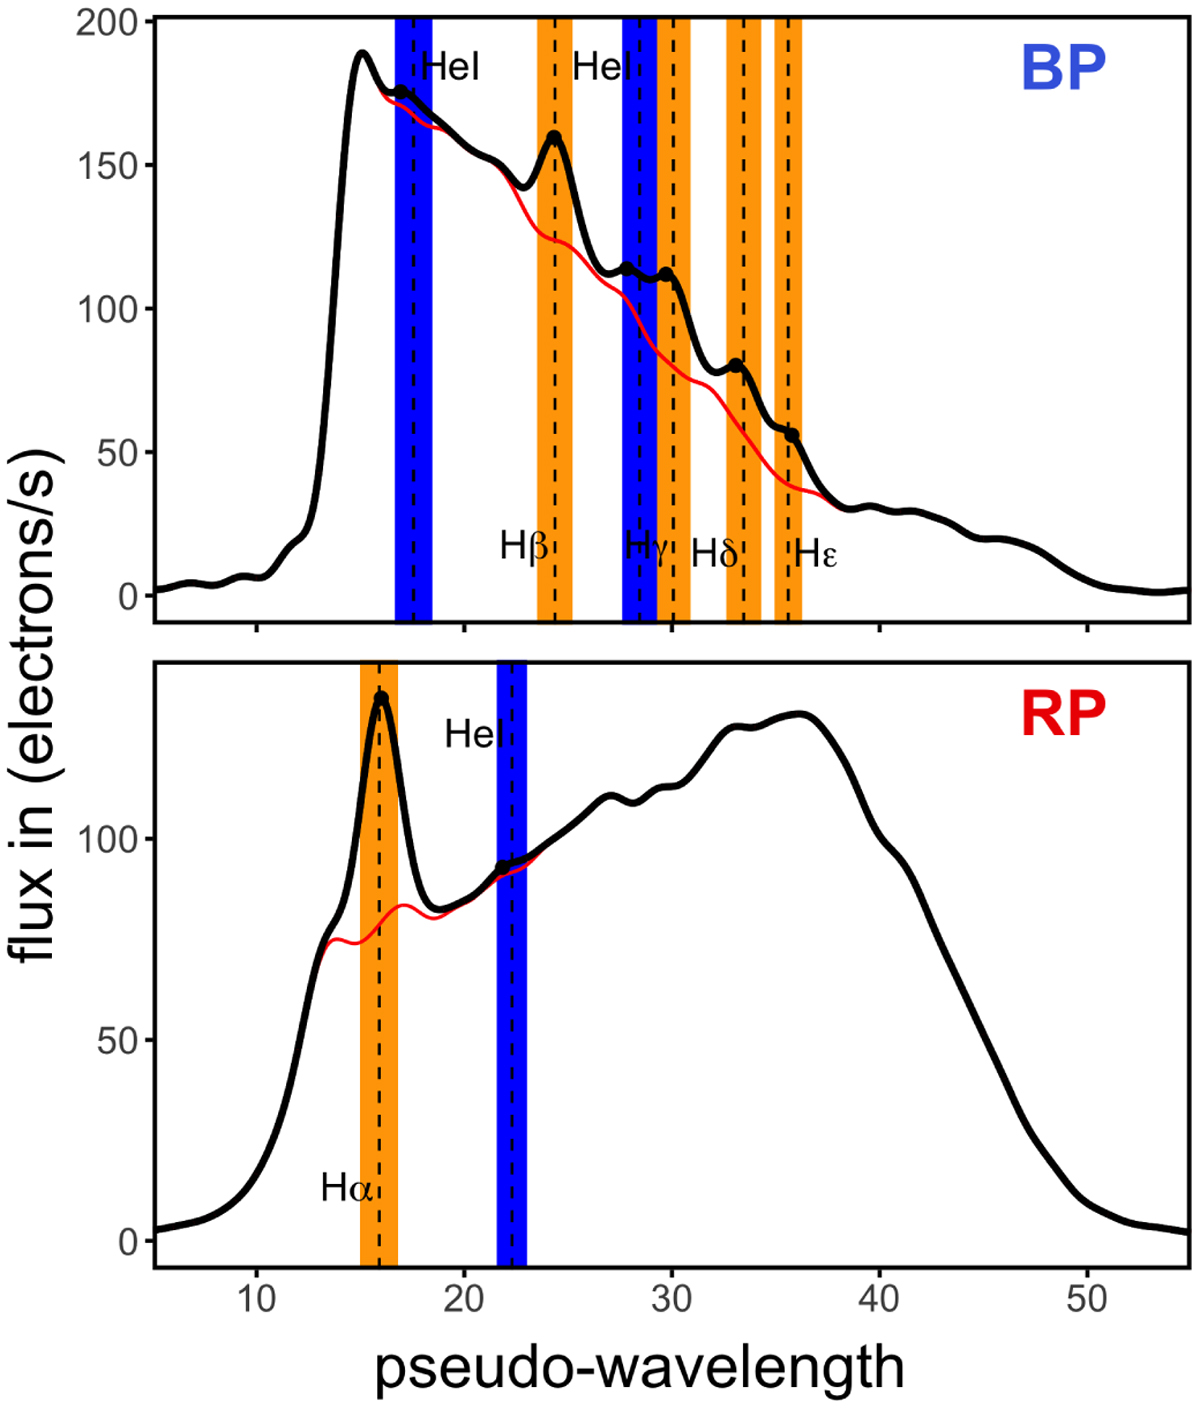 200
150
100
50
0
BP
HeI
HeI
Hβ
Hγ
Hδ
Hε
flux in (electrons/s)
100
50
0
RP
HeI
Hα
10
20
30
40
50
pseudo-wavelength